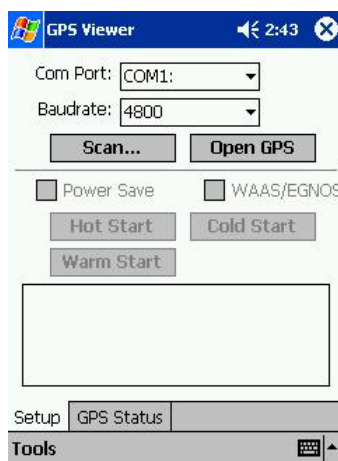 GPS Viewer 2:43
Com Port: COM1:
Baudrate: 4800
Scan... Open GPS
Power Save WAAS/EGNOS
Hot Start Cold Start
Warm Start
Setup GPS Status
Tools